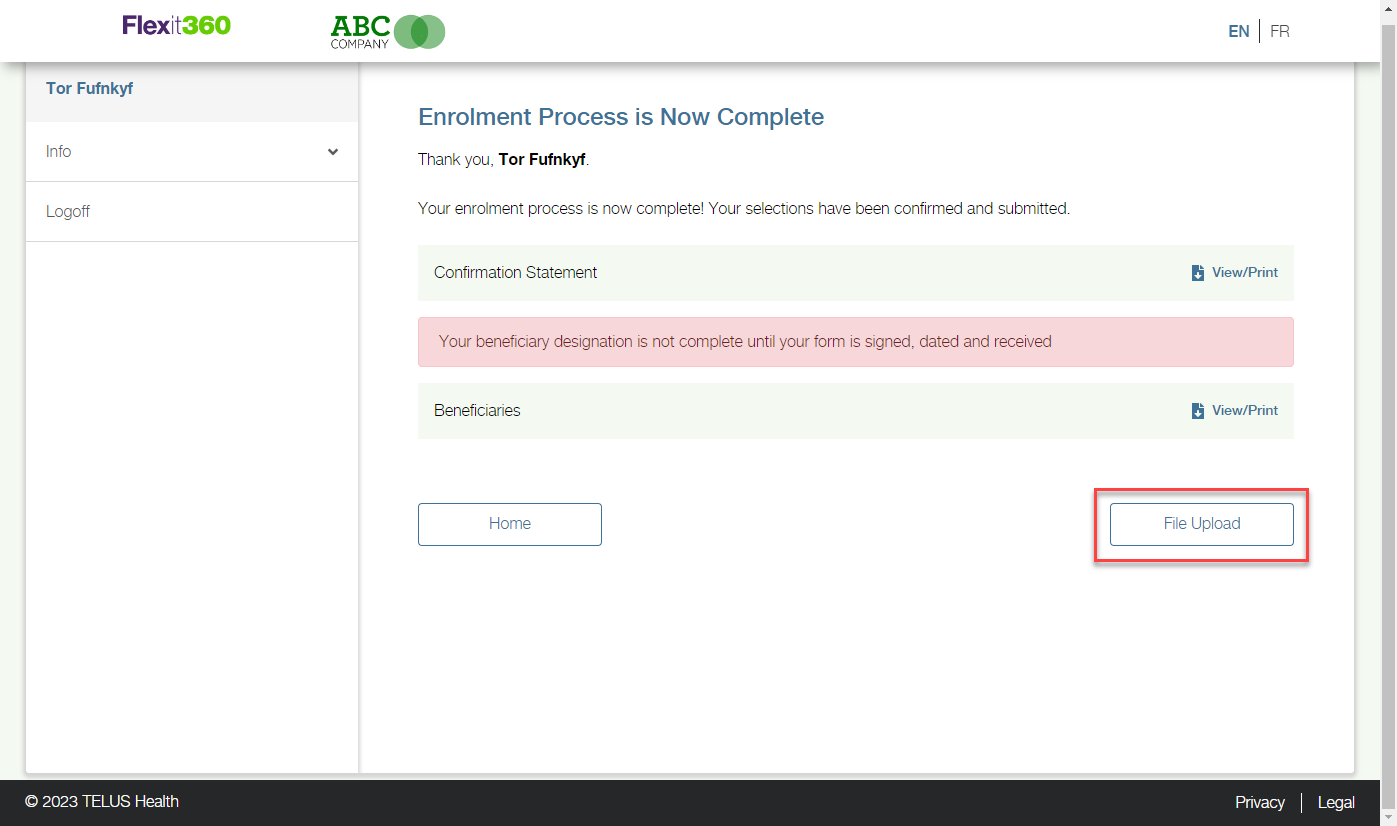 Flexit360
ABC
COMPANY
EN
FR
Tor Fufnkyf
Info
Logoff
Enrolment Process is Now Complete
Thank you, Tor Fufnkyf.
Your enrolment process is now complete! Your selections have been confirmed and submitted.
Confirmation Statement
View/Print
Your beneficiary designation is not complete until your form is signed, dated and received
Beneficiaries
View/Print
Home
File Upload
© 2023 TELUS Health
Privacy
Legal